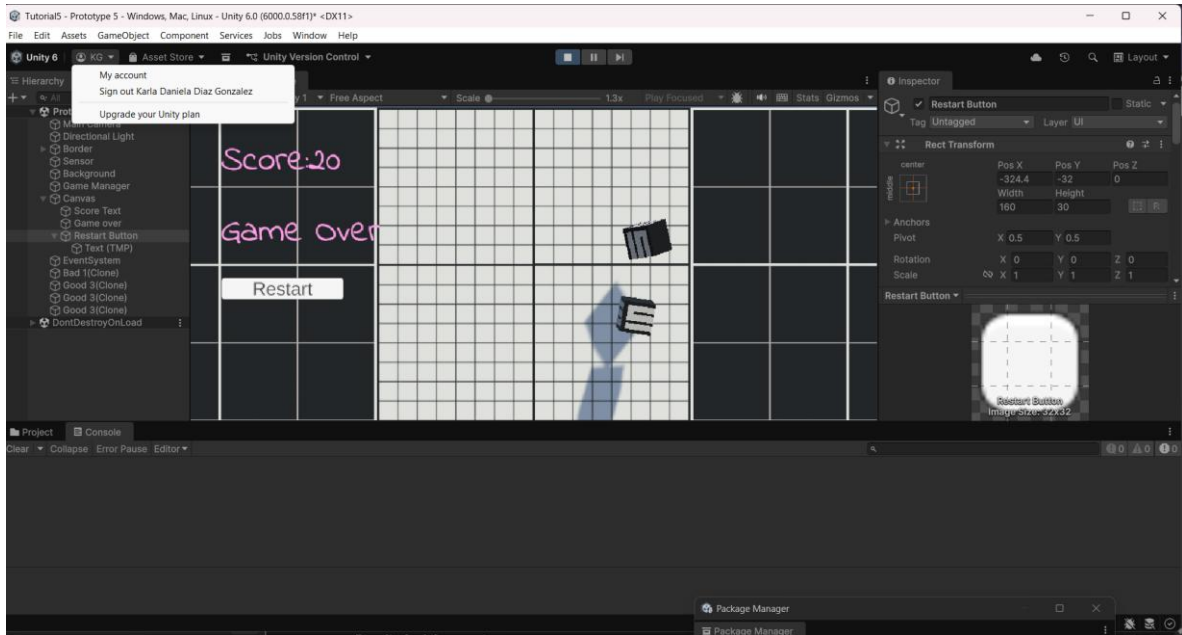 Tutorial5 - Prototype 5 - Windows, Mac, Linux - Unity 6.0 (6000.0.58f1)* <DX11>
File Edit Assets GameObject Component Services Jobs Window Help
Unity 6 KG Asset Store Unity Version Control Layout
My account
Sign out Karla Daniela Diaz Gonzalez
Upgrade your Unity plan
Hierarchy
All
Main Camera
Directional Light
Border
Sensor
Background
Game Manager
Canvas
Score Text
Game over
Restart Button
Text (TMP)
EventSystem
Bad 1(Clone)
Good 3(Clone)
Good 3(Clone)
Good 3(Clone)
DontDestroyOnLoad
Free Aspect Scale 1.3x Play Focused Stats Gizmos
Score:20
Game over
Restart
Inspector
Restart Button Static
Tag Untagged Layer UI
Rect Transform
center Pos X Pos Y Pos Z
middle -324.4 -32 0
Width Height
160 30 R
Anchors
Pivot X 0.5 Y 0.5
Rotation X 0 Y 0 Z 0
Scale X 1 Y 1 Z 1
Restart Button
Restart Button
Image Size: 32x32
Project Console
Clear Collapse Error Pause Editor
0 0 0
Package Manager
Package Manager